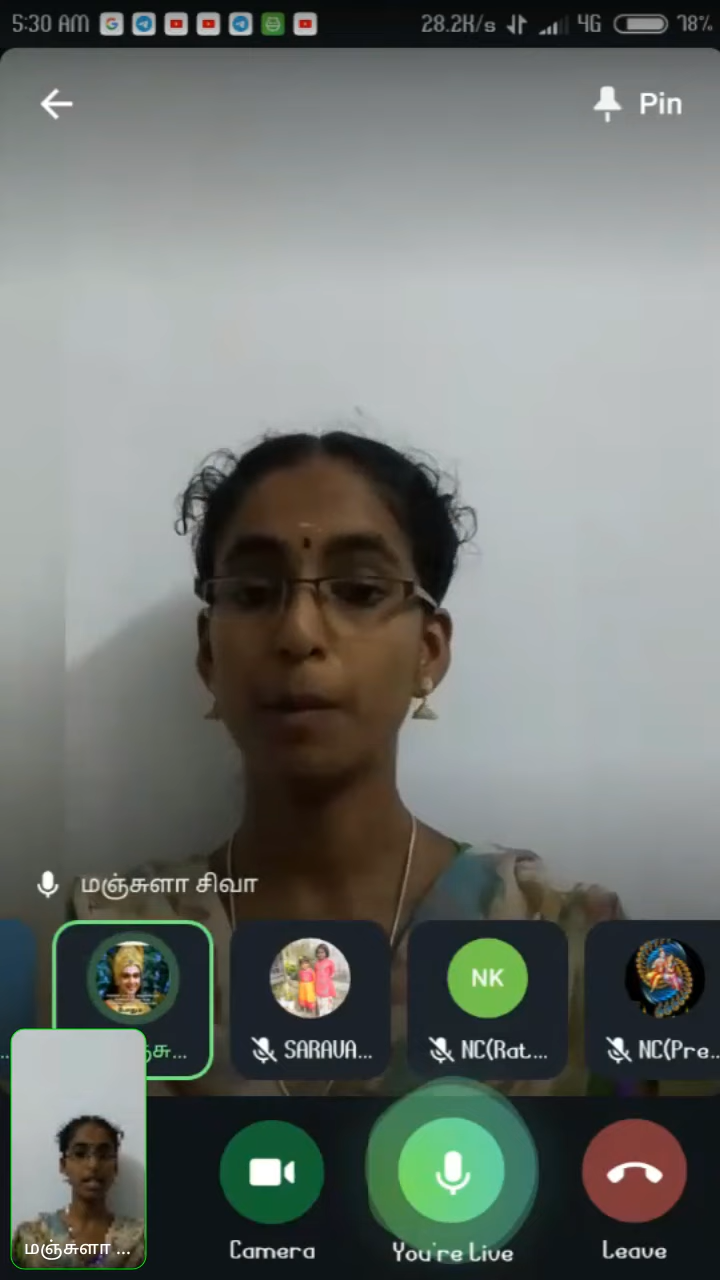 5:30 AM 28.2K/s 4G 78%
Pin
மஞ்சுளா சிவா
NK
...சு... SARAVA... NC(Rat... NC(Pre...
மஞ்சுளா ...
Camera You're Live Leave